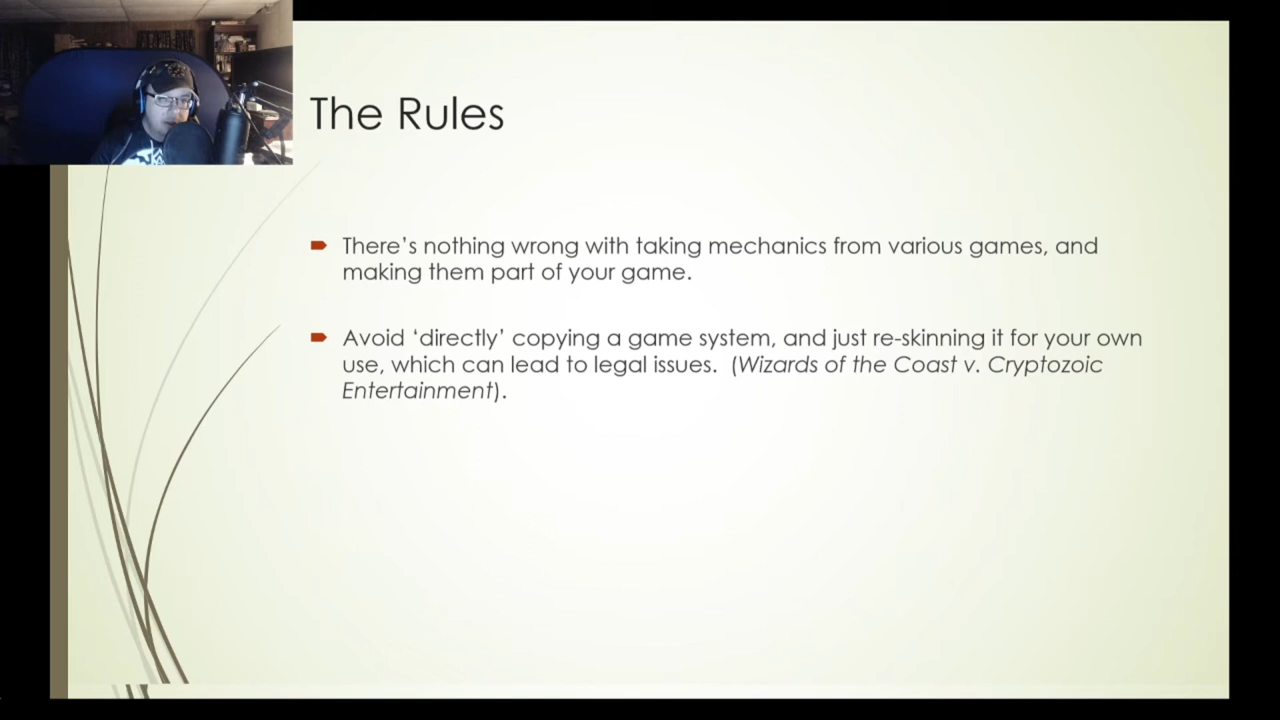 The Rules
There’s nothing wrong with taking mechanics from various games, and
making them part of your game.
Avoid ‘directly’ copying a game system, and just re-skinning it for your own
use, which can lead to legal issues.  (Wizards of the Coast v. Cryptozoic
Entertainment).